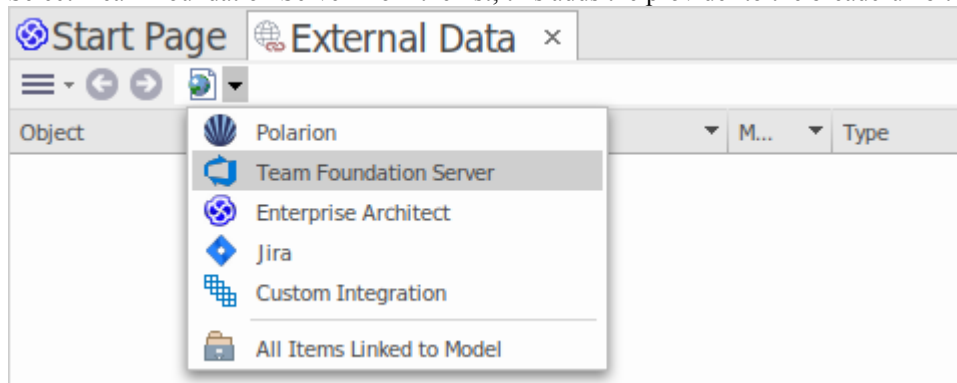 Start Page External Data ×
Object M... Type
Polarion
Team Foundation Server
Enterprise Architect
Jira
Custom Integration
All Items Linked to Model